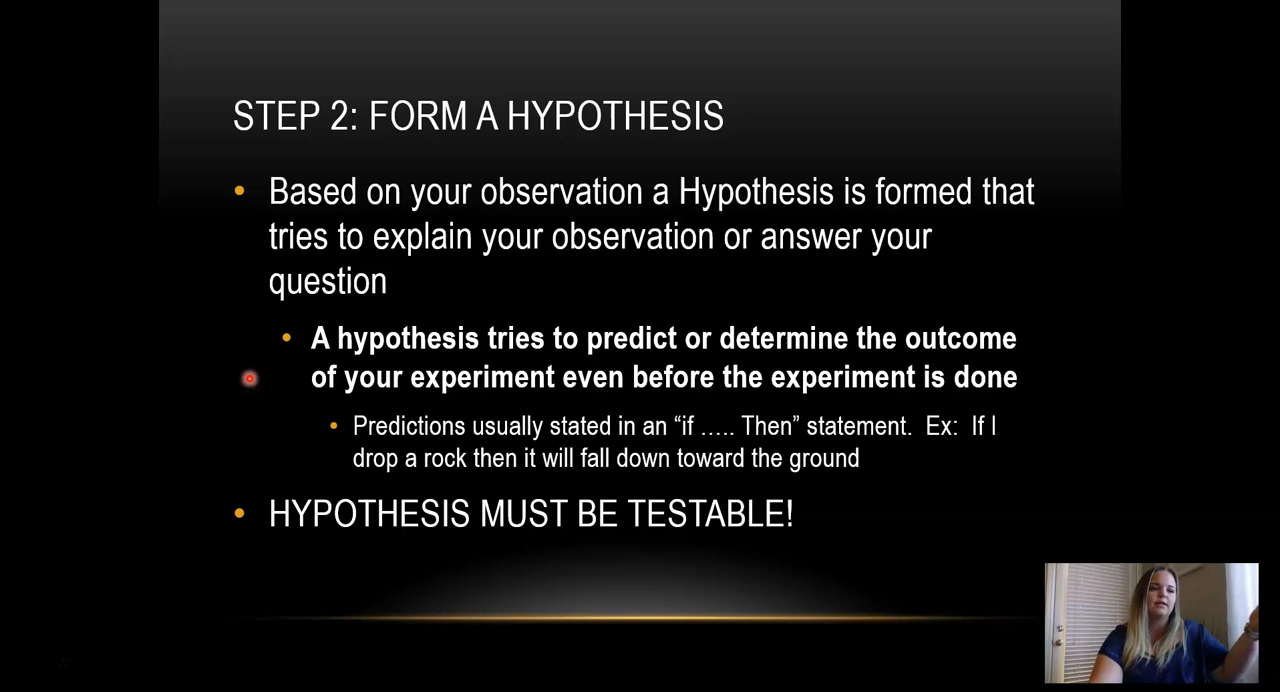 STEP 2: FORM A HYPOTHESIS
Based on your observation a Hypothesis is formed that
tries to explain your observation or answer your
question
A hypothesis tries to predict or determine the outcome
of your experiment even before the experiment is done
Predictions usually stated in an “if ….. Then” statement. Ex: If I
drop a rock then it will fall down toward the ground
HYPOTHESIS MUST BE TESTABLE!